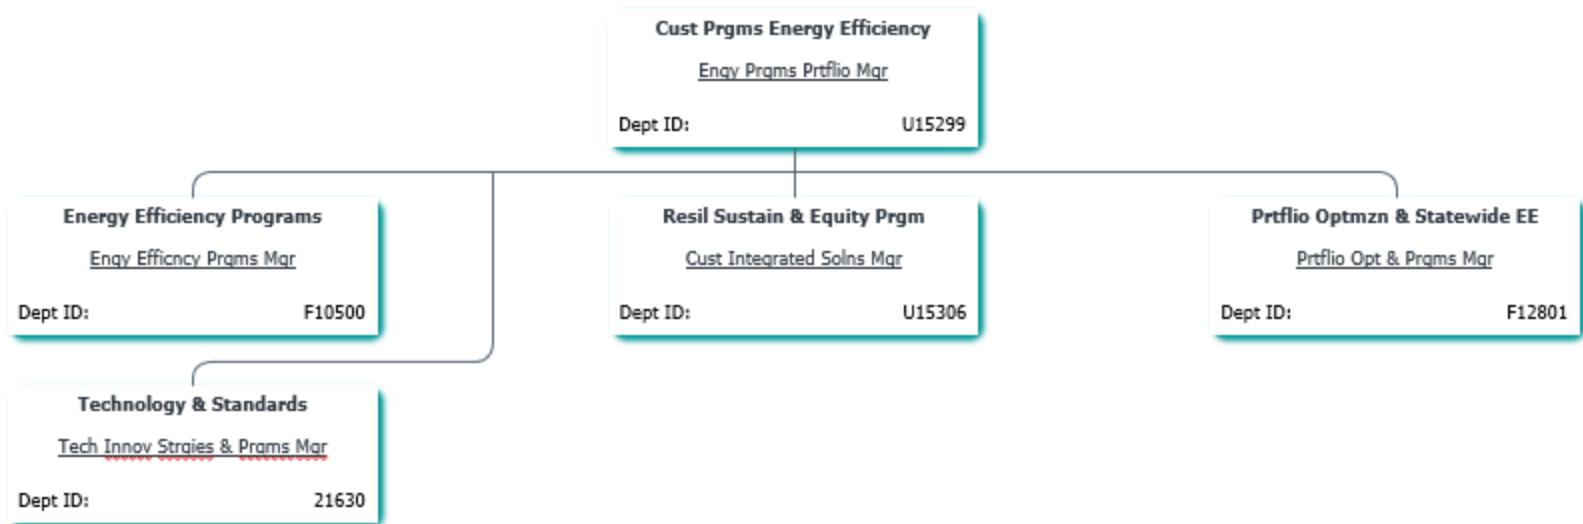 Cust Prgms Energy Efficiency
Engy Prgms Prtflio Mgr
Dept ID: U15299
Energy Efficiency Programs
Engy Efficncy Prgms Mgr
Dept ID: F10500
Resil Sustain & Equity Prgm
Cust Integrated Solns Mgr
Dept ID: U15306
Prtflio Optmzn & Statewide EE
Prtflio Opt & Prgms Mgr
Dept ID: F12801
Technology & Standards
Tech Innov Strgies & Prgms Mgr
Dept ID: 21630